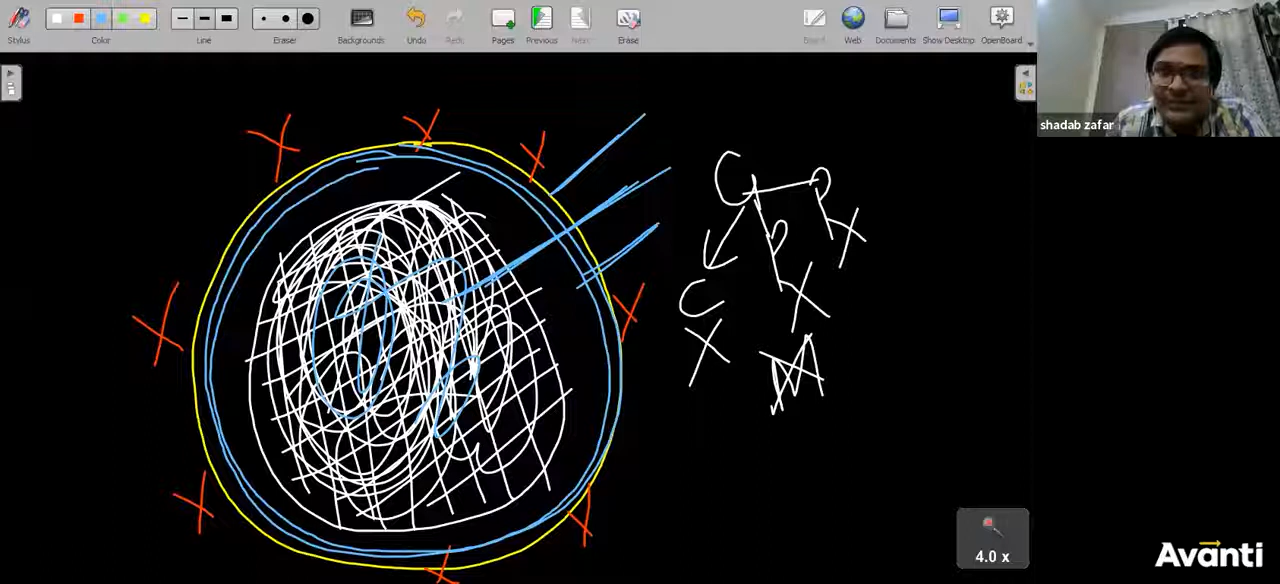 Stylus Color Line Eraser Backgrounds Undo Redo Pages Previous Next Erase Board Web Documents Show Desktop OpenBoard
shadab zafar
X X X
C P
P X
X X
C X
X M
X X
X
4.0 x
Avanti